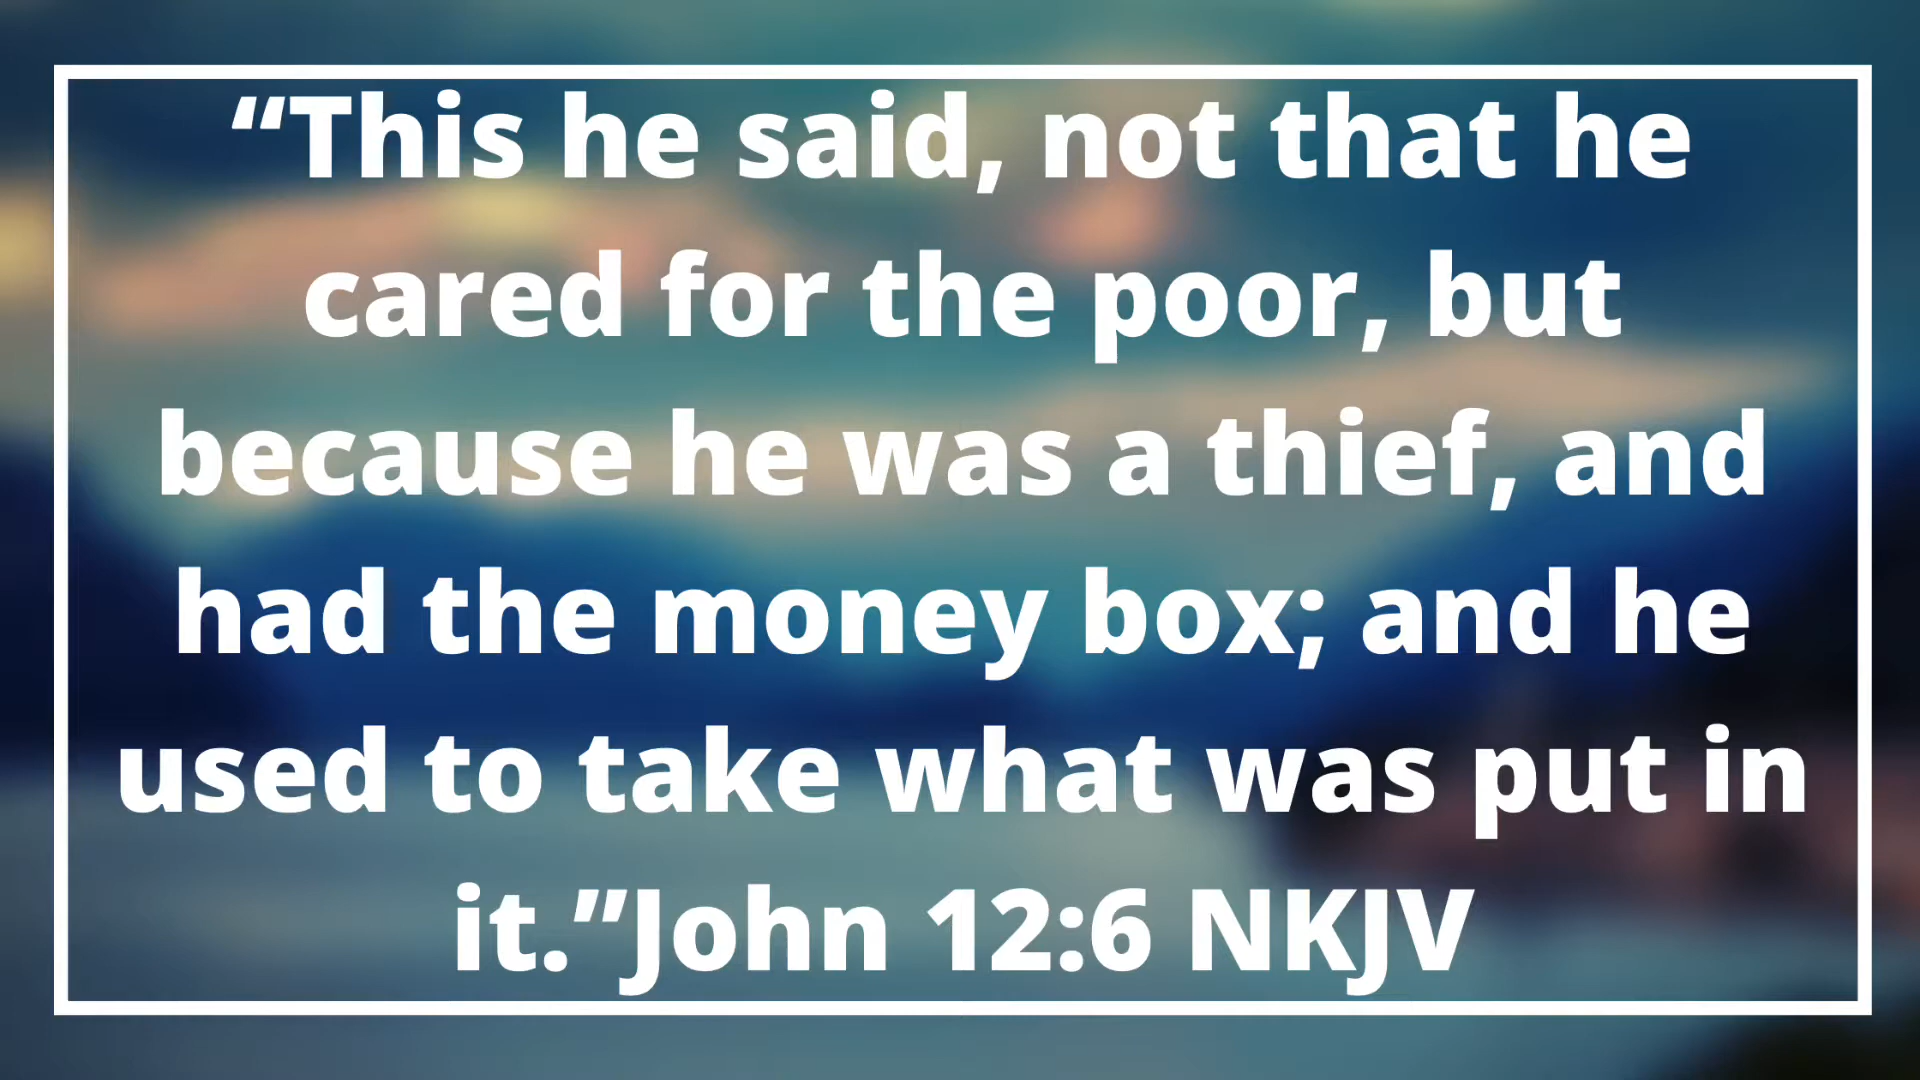 “This he said, not that he
cared for the poor, but
because he was a thief, and
had the money box; and he
used to take what was put in
it.”John 12:6 NKJV